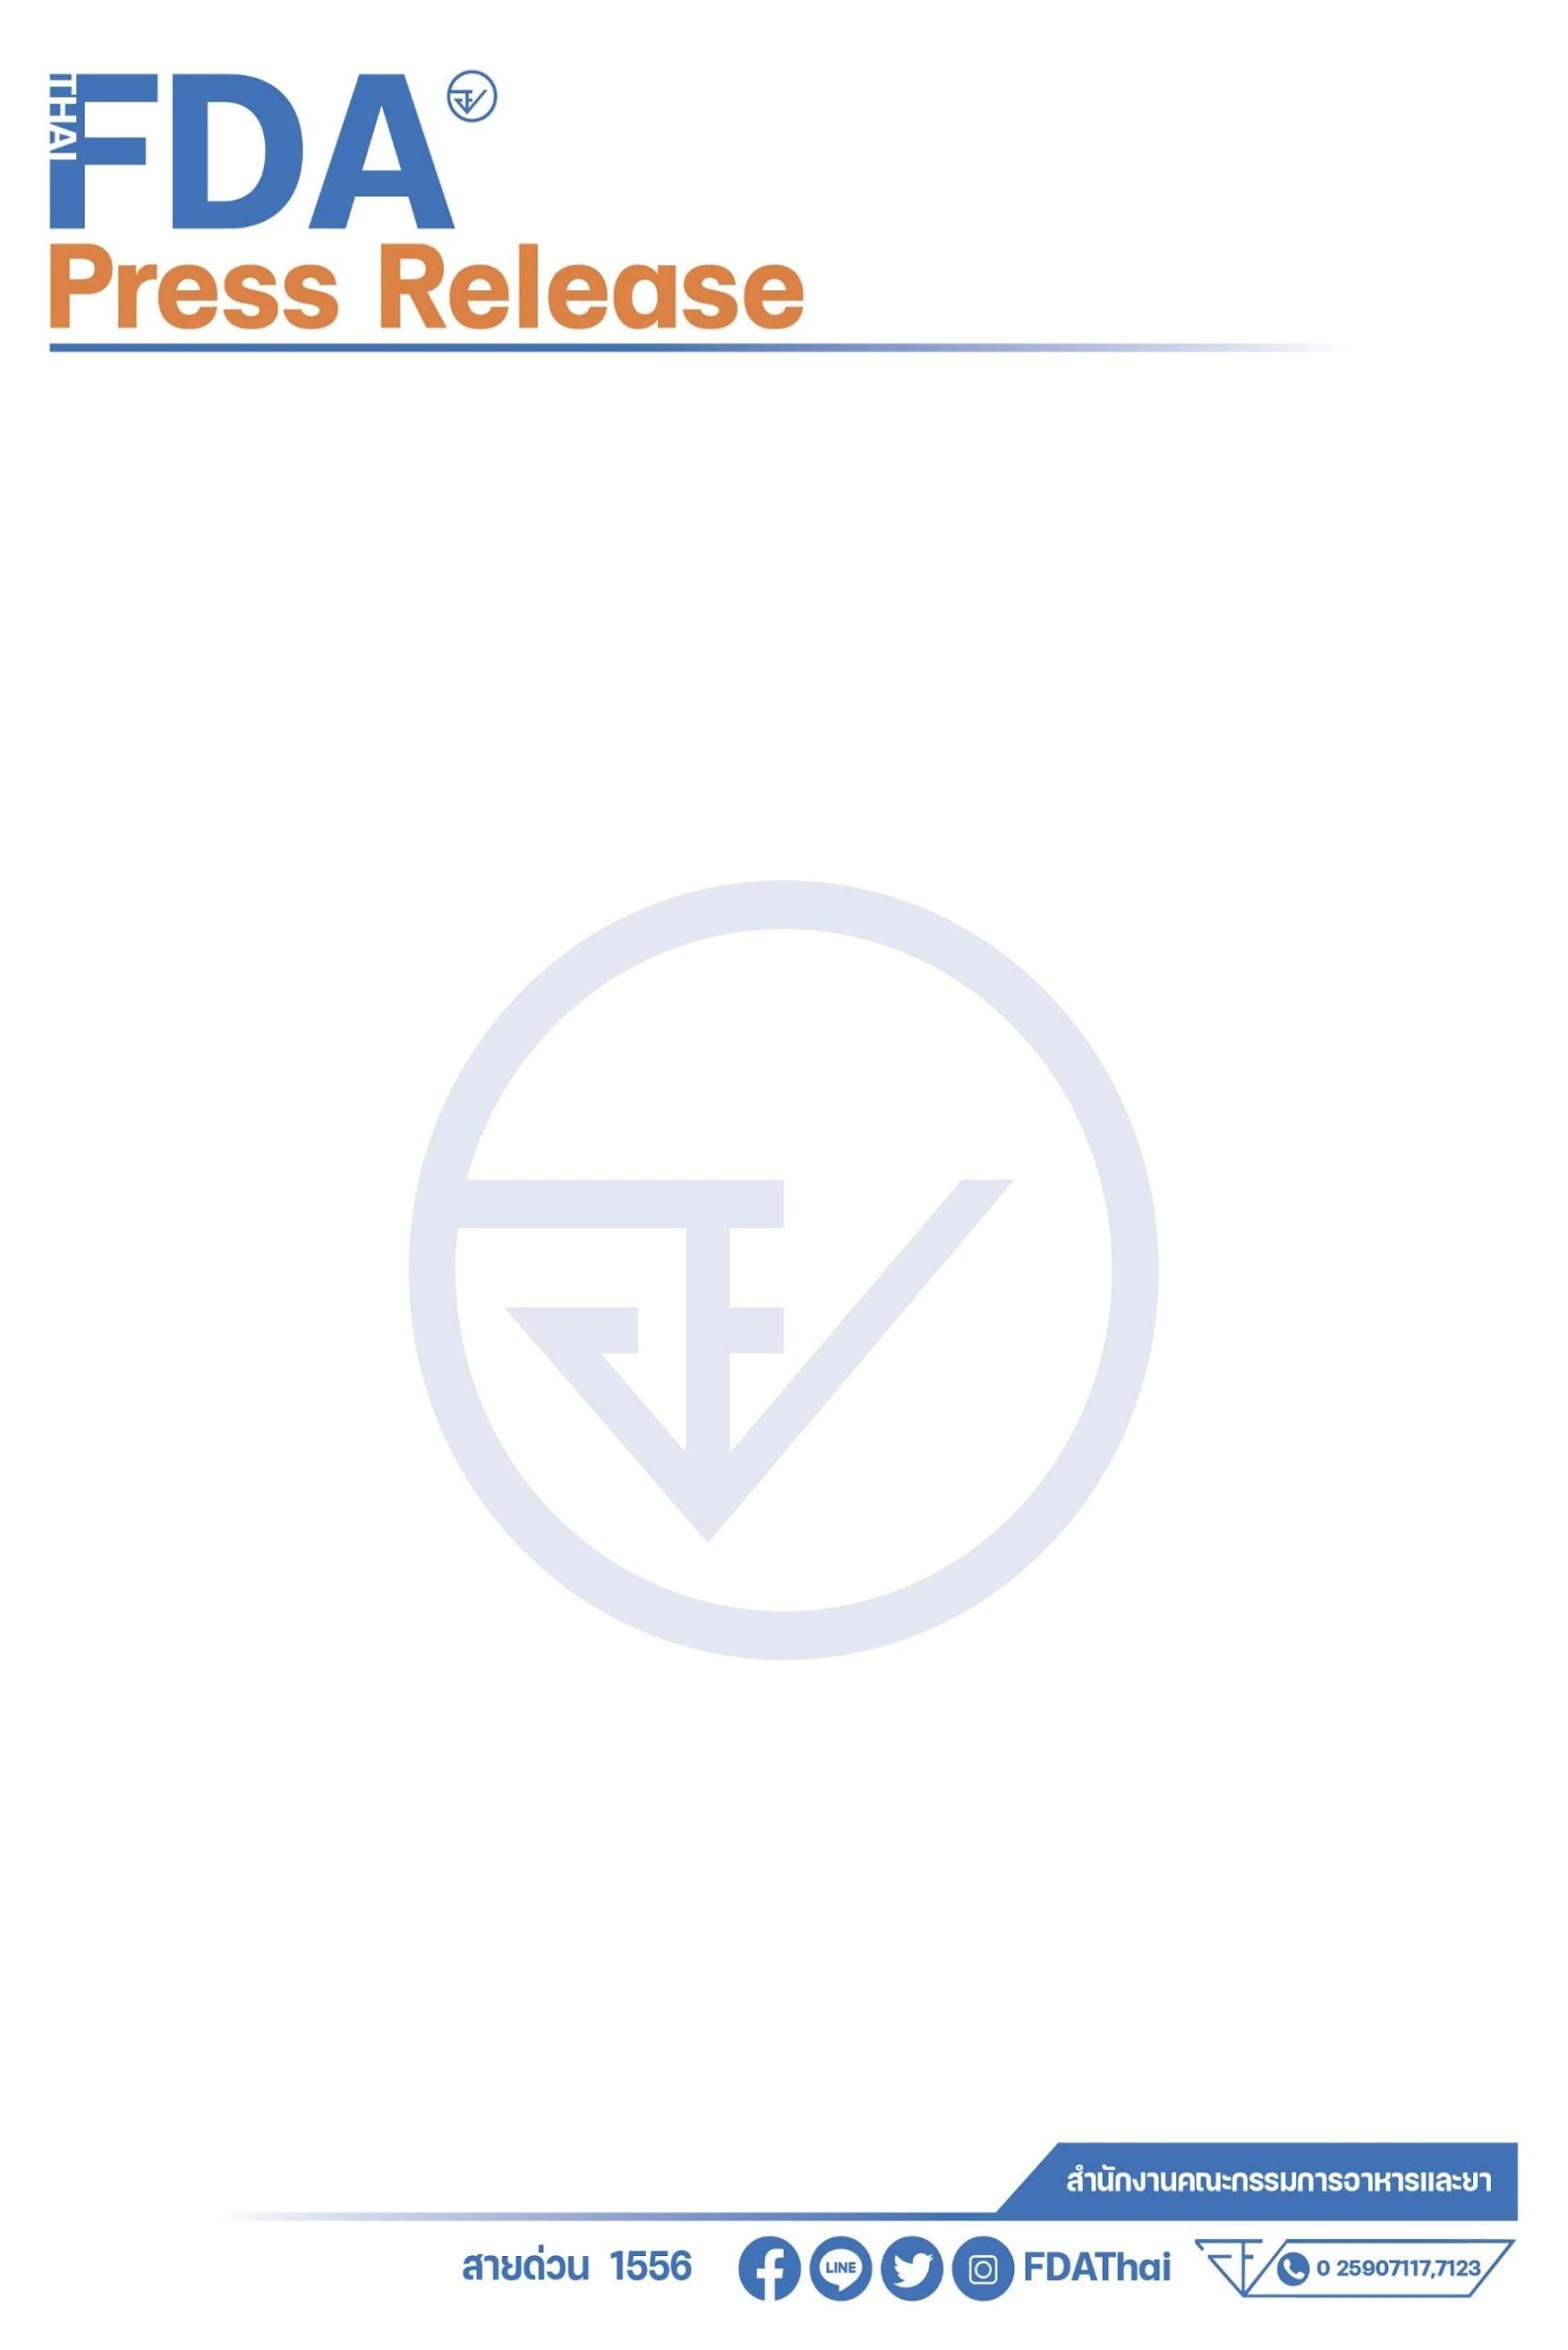 THAI
FDA
Press Release
สำนักงานคณะกรรมการอาหารและยา
สายด่วน 1556 LINE FDAThai 0 25907117,7123